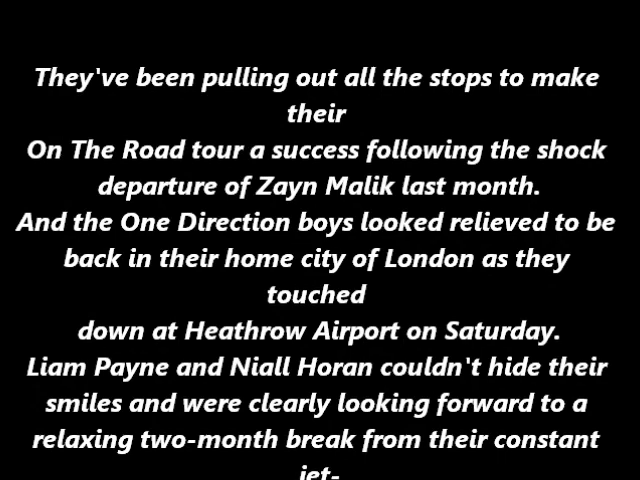 They've been pulling out all the stops to make
their
On The Road tour a success following the shock
departure of Zayn Malik last month.
And the One Direction boys looked relieved to be
back in their home city of London as they
touched
down at Heathrow Airport on Saturday.
Liam Payne and Niall Horan couldn't hide their
smiles and were clearly looking forward to a
relaxing two-month break from their constant
jet-